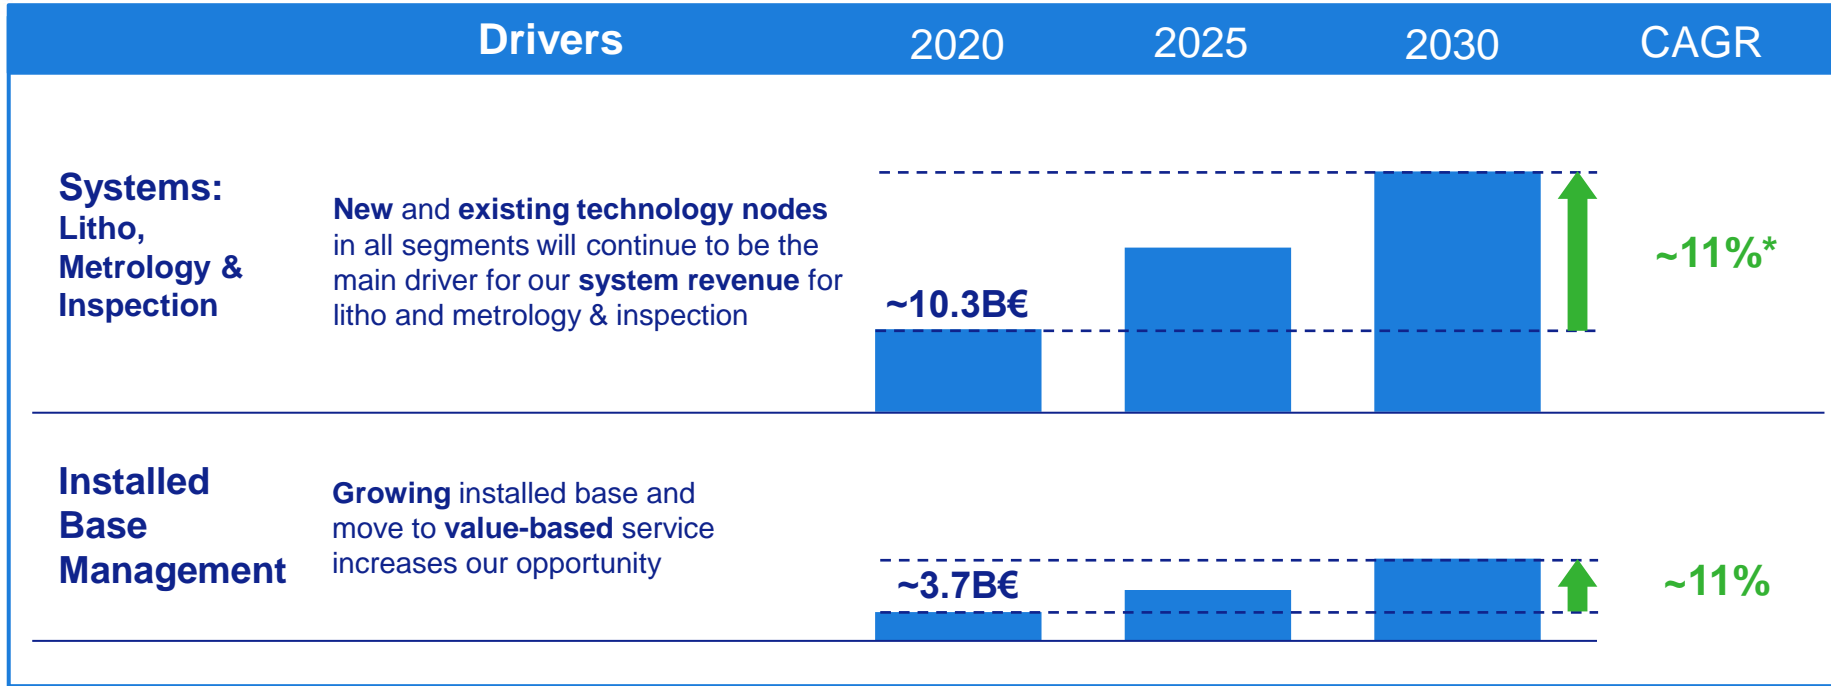 Drivers 2020 2025 2030 CAGR
Systems:
Litho,
Metrology &
Inspection
New and existing technology nodes
in all segments will continue to be the
main driver for our system revenue for
litho and metrology & inspection
~10.3B€
~11%*
Installed
Base
Management
Growing installed base and
move to value-based service
increases our opportunity
~3.7B€
~11%